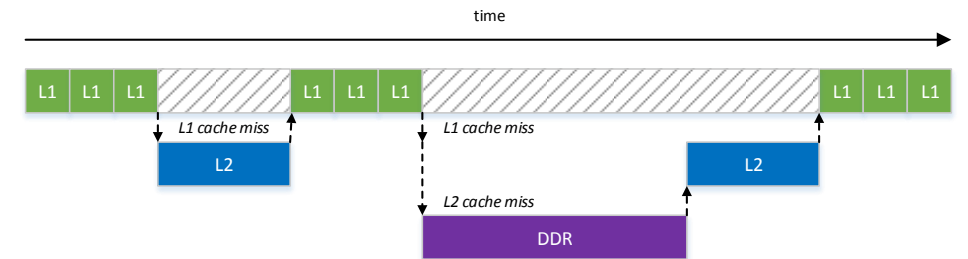 time
L1 L1 L1 L1 L1 L1 L1 L1 L1
L1 cache miss L1 cache miss
L2 L2
L2 cache miss
DDR